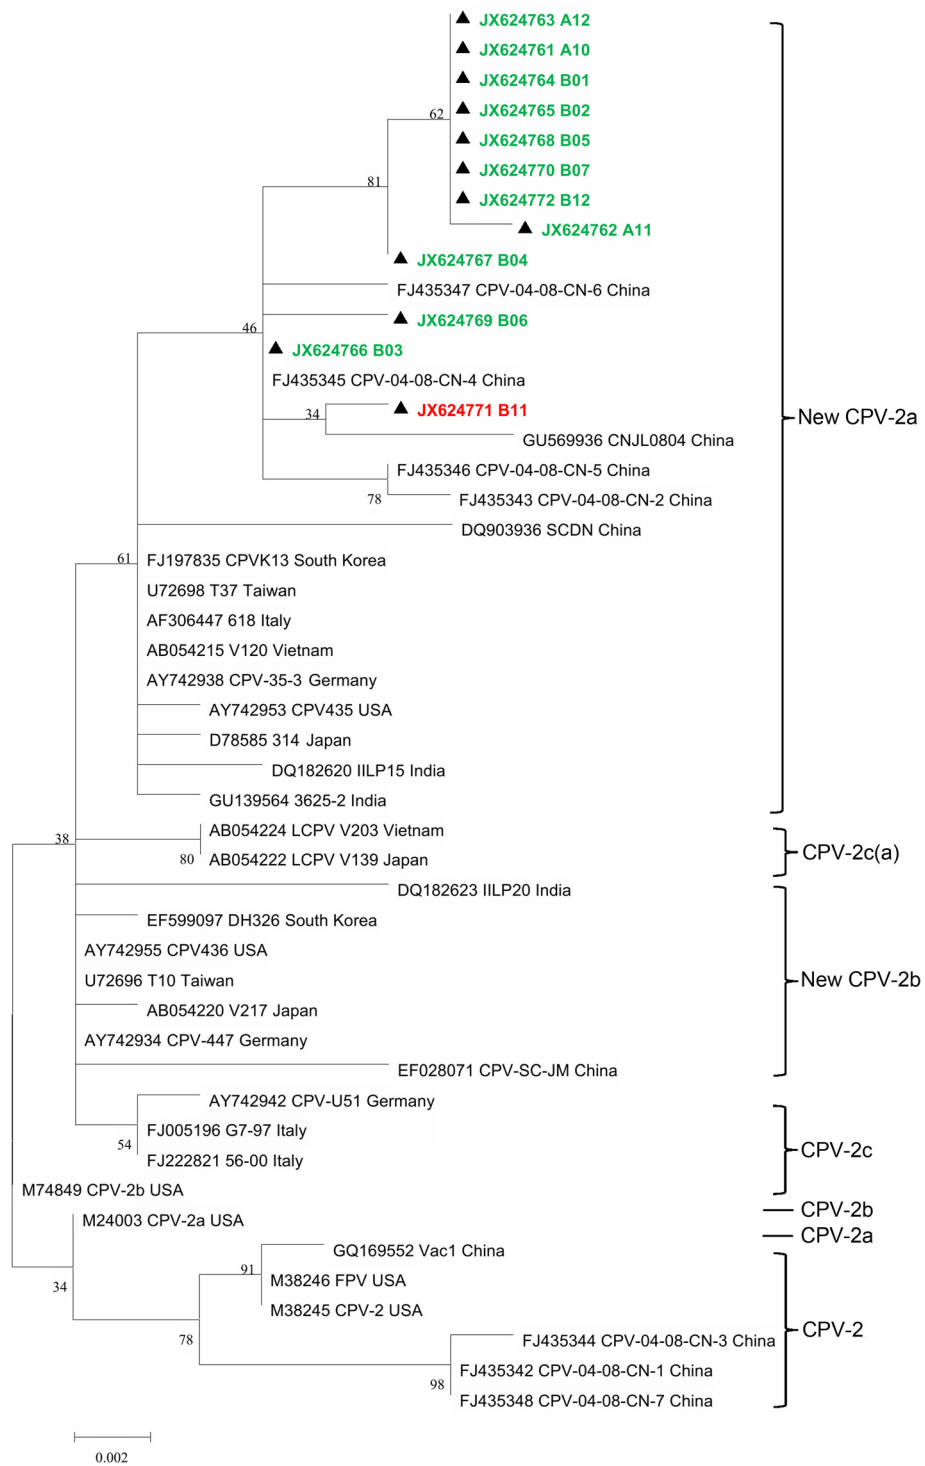 JX624763 A12
JX624761 A10
JX624764 B01
JX624765 B02
62
JX624768 B05
JX624770 B07
81
JX624772 B12
JX624762 A11
JX624767 B04
FJ435347 CPV-04-08-CN-6 China
JX624769 B06
46
JX624766 B03
FJ435345 CPV-04-08-CN-4 China
34
JX624771 B11
New CPV-2a
GU569936 CNJL0804 China
FJ435346 CPV-04-08-CN-5 China
78
FJ435343 CPV-04-08-CN-2 China
DQ903936 SCDN China
61
FJ197835 CPVK13 South Korea
U72698 T37 Taiwan
AF306447 618 Italy
AB054215 V120 Vietnam
AY742938 CPV-35-3 Germany
AY742953 CPV435 USA
D78585 314 Japan
DQ182620 IILP15 India
GU139564 3625-2 India
38
AB054224 LCPV V203 Vietnam
80
AB054222 LCPV V139 Japan
CPV-2c(a)
DQ182623 IILP20 India
EF599097 DH326 South Korea
AY742955 CPV436 USA
U72696 T10 Taiwan
New CPV-2b
AB054220 V217 Japan
AY742934 CPV-447 Germany
EF028071 CPV-SC-JM China
AY742942 CPV-U51 Germany
54
FJ005196 G7-97 Italy
CPV-2c
FJ222821 56-00 Italy
M74849 CPV-2b USA
CPV-2b
M24003 CPV-2a USA
CPV-2a
GQ169552 Vac1 China
91
34
M38246 FPV USA
M38245 CPV-2 USA
CPV-2
78
FJ435344 CPV-04-08-CN-3 China
98
FJ435342 CPV-04-08-CN-1 China
FJ435348 CPV-04-08-CN-7 China
0.002